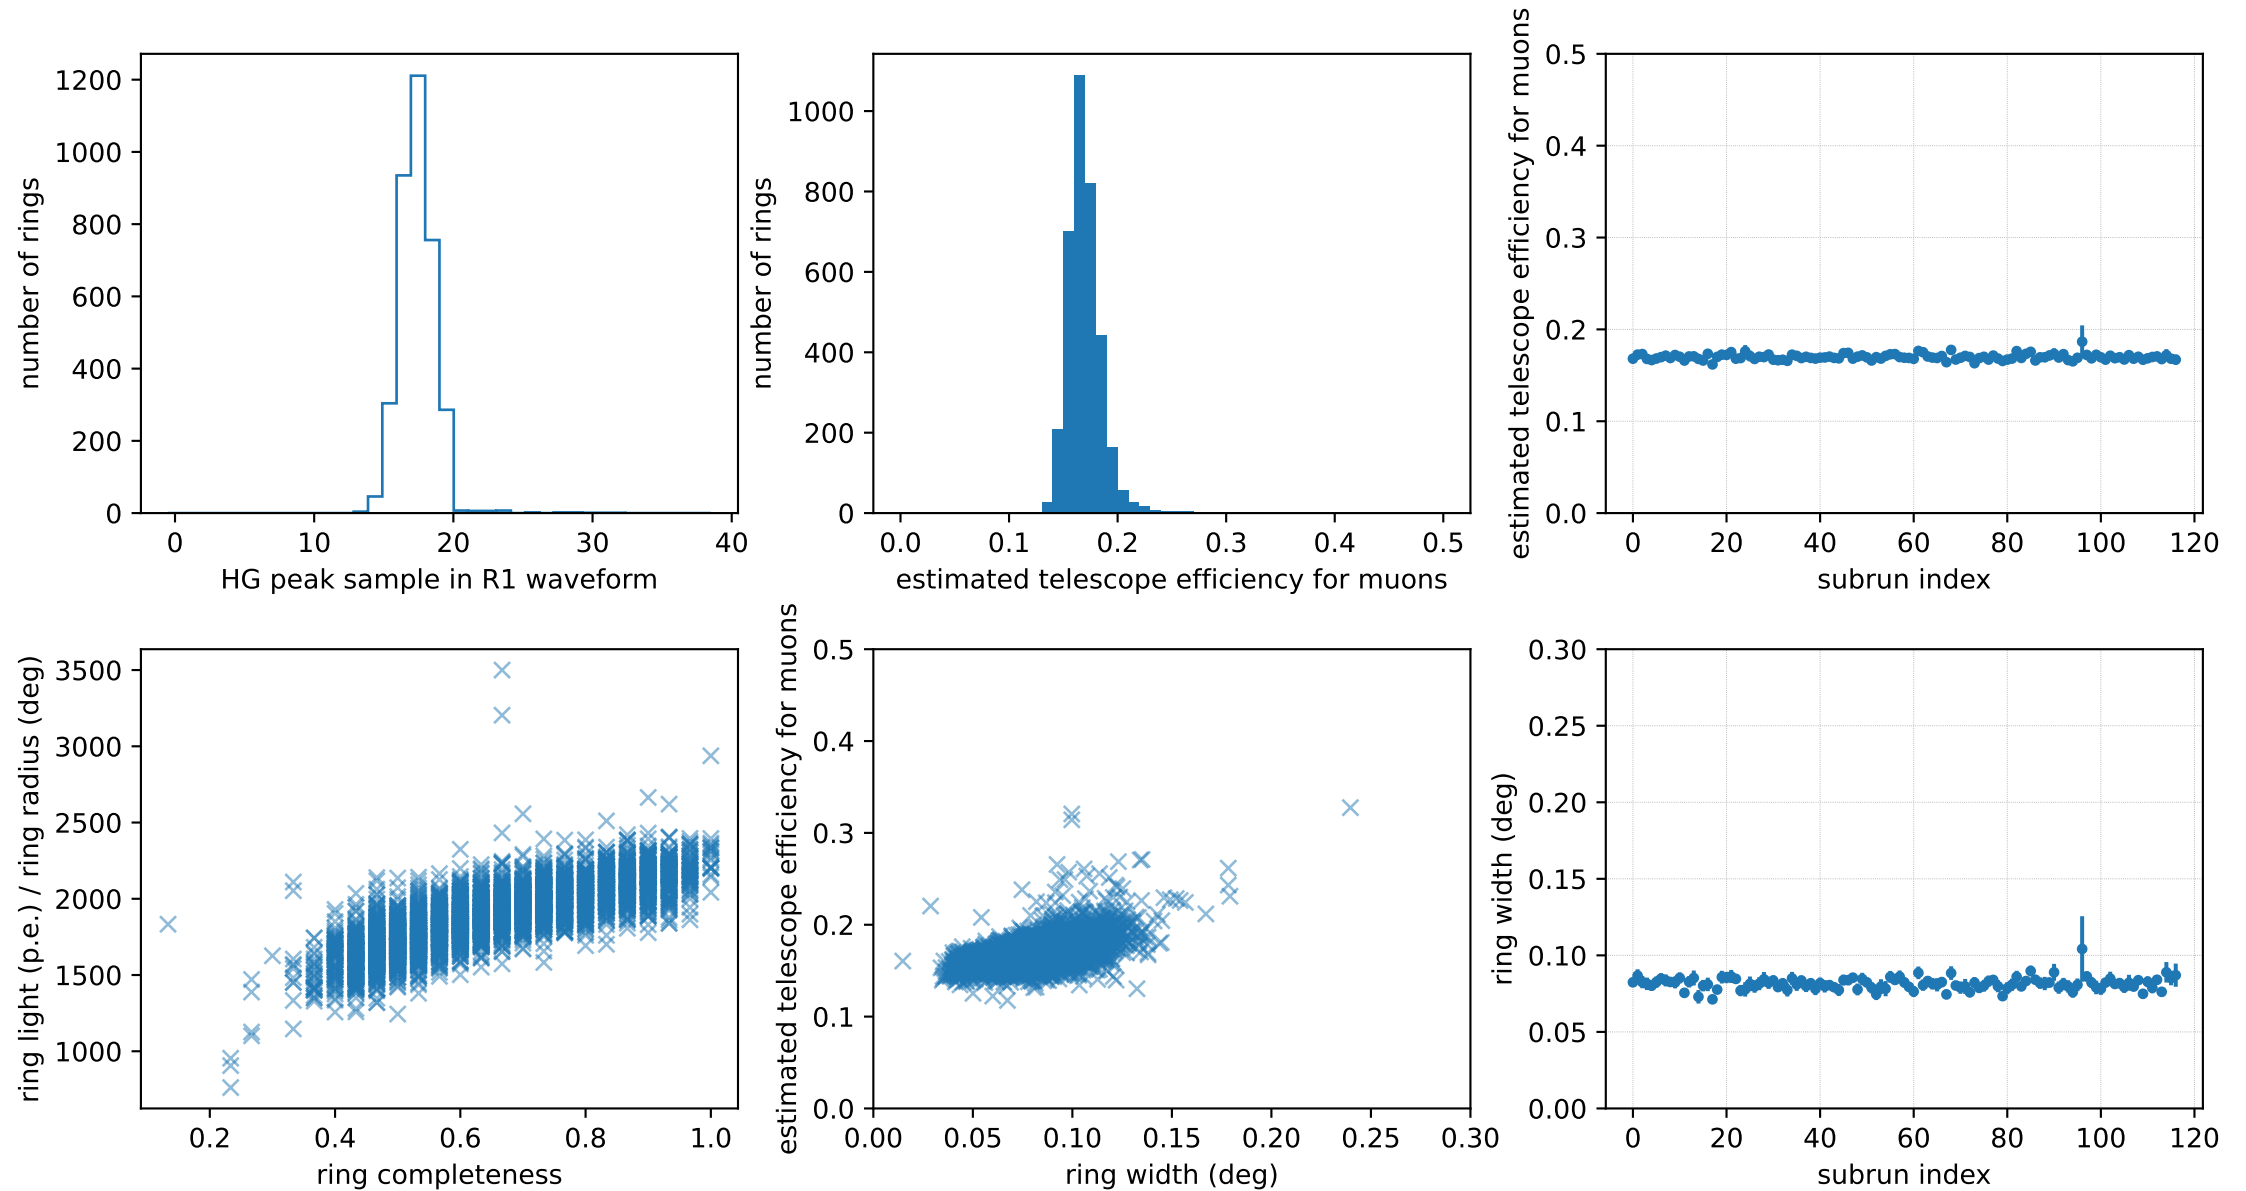 number of rings
1200
1000
800
600
400
200
0
0 10 20 30 40
HG peak sample in R1 waveform
number of rings
1000
800
600
400
200
0
0.0 0.1 0.2 0.3 0.4 0.5
estimated telescope efficiency for muons
estimated telescope efficiency for muons
0.5
0.4
0.3
0.2
0.1
0.0
0 20 40 60 80 100 120
subrun index
ring light (p.e.) / ring radius (deg)
3500
3000
2500
2000
1500
1000
0.2 0.4 0.6 0.8 1.0
ring completeness
estimated telescope efficiency for muons
0.5
0.4
0.3
0.2
0.1
0.0
0.00 0.05 0.10 0.15 0.20 0.25 0.30
ring width (deg)
ring width (deg)
0.30
0.25
0.20
0.15
0.10
0.05
0.00
0 20 40 60 80 100 120
subrun index